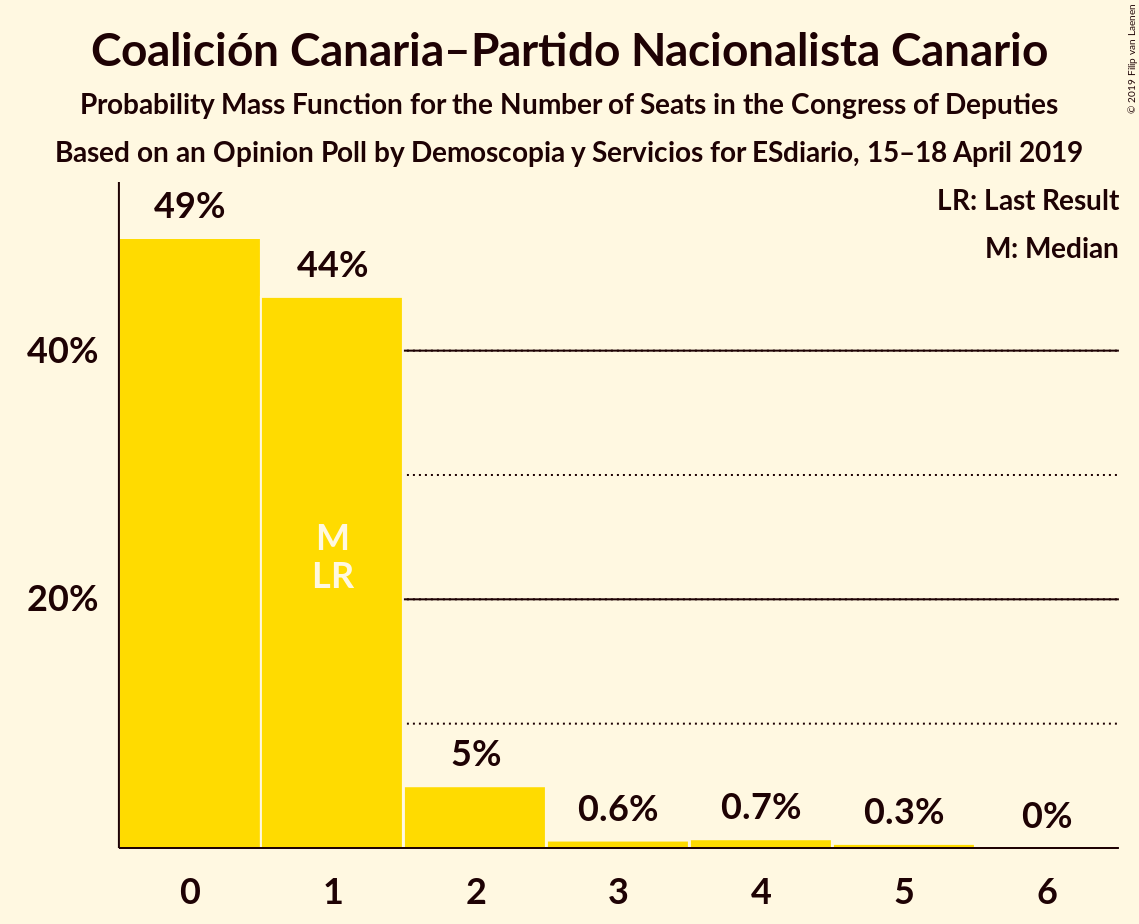 Coalición Canaria–Partido Nacionalista Canario
Probability Mass Function for the Number of Seats in the Congress of Deputies
Based on an Opinion Poll by Demoscopia y Servicios for ESdiario, 15–18 April 2019
© 2019 Filip van Laenen
LR: Last Result
M: Median
49%
44%
40%
M
LR
20%
5%
0.6%
0.7%
0.3%
0%
0
1
2
3
4
5
6